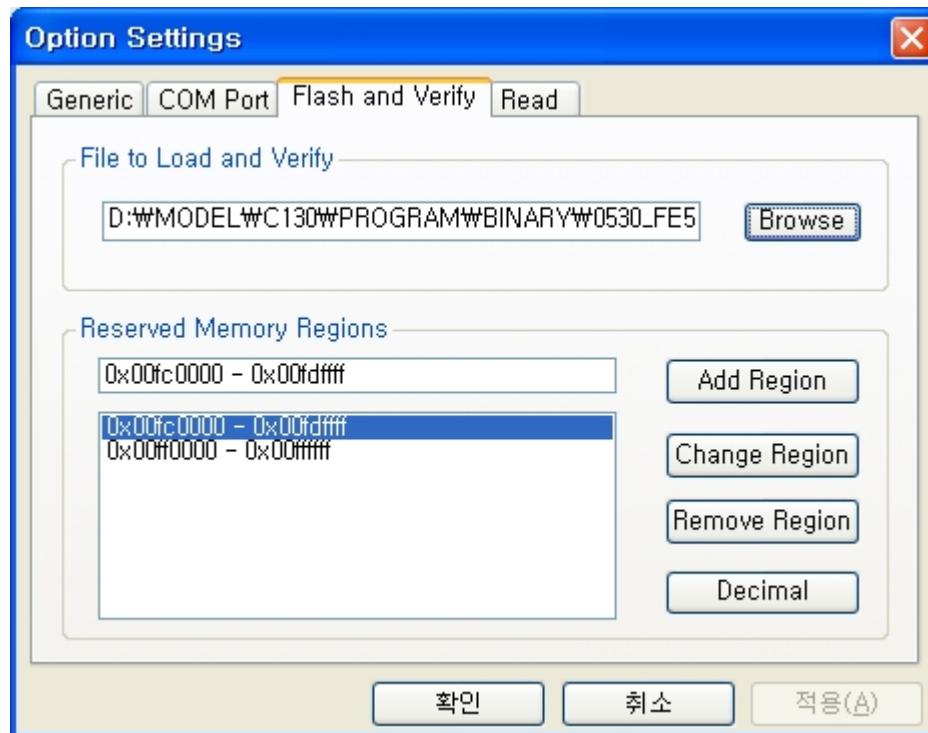 Option Settings
Generic COM Port Flash and Verify Read
File to Load and Verify
D:₩MODEL₩C130₩PROGRAM₩BINARY₩0530_FE5
Browse
Reserved Memory Regions
0x00fc0000 - 0x00fdffff
Add Region
0x00fc0000 - 0x00fdffff
0x00ff0000 - 0x00ffffff
Change Region
Remove Region
Decimal
확인 취소 적용(A)